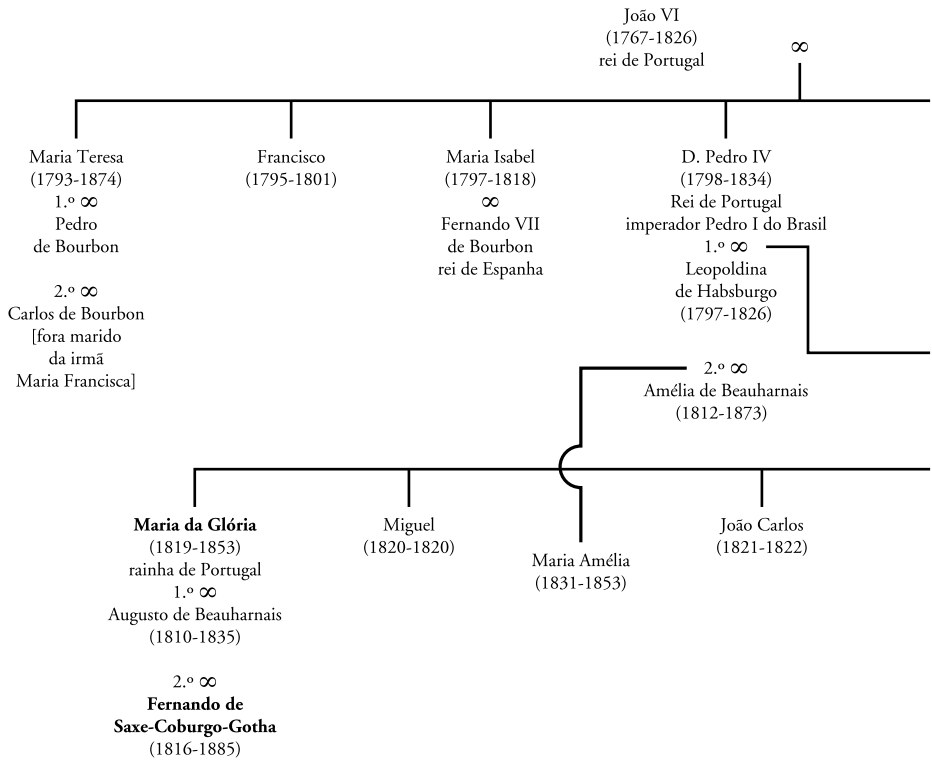 João VI
(1767-1826)
rei de Portugal
∞
Maria Teresa
(1793-1874)
1.º ∞
Pedro
de Bourbon
2.º ∞
Carlos de Bourbon
[fora marido
da irmã
Maria Francisca]
Francisco
(1795-1801)
Maria Isabel
(1797-1818)
∞
Fernando VII
de Bourbon
rei de Espanha
D. Pedro IV
(1798-1834)
Rei de Portugal
imperador Pedro I do Brasil
1.º ∞
Leopoldina
de Habsburgo
(1797-1826)
2.º ∞
Amélia de Beauharnais
(1812-1873)
Maria da Glória
(1819-1853)
rainha de Portugal
1.º ∞
Augusto de Beauharnais
(1810-1835)
2.º ∞
Fernando de
Saxe-Coburgo-Gotha
(1816-1885)
Miguel
(1820-1820)
Maria Amélia
(1831-1853)
João Carlos
(1821-1822)